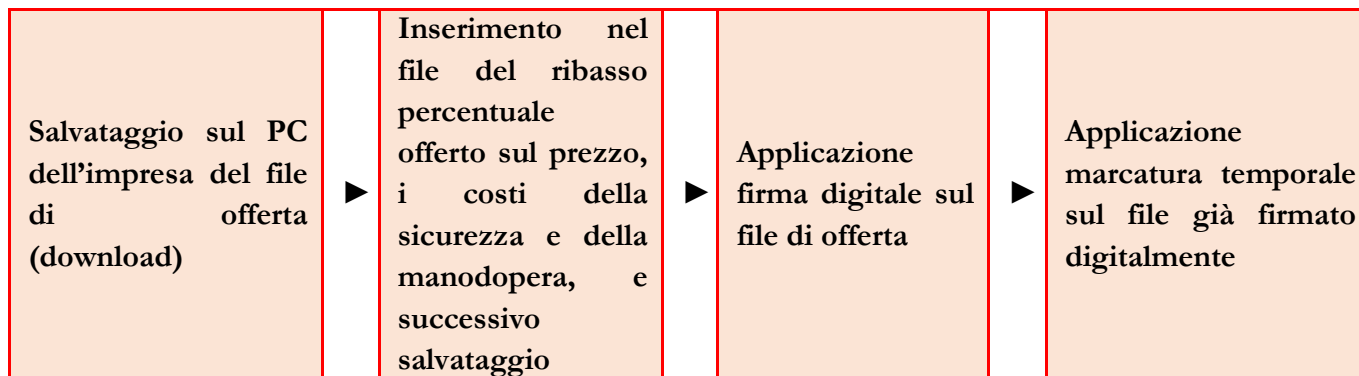 Salvataggio sul PC
dell’impresa del file
di offerta
(download)
►
Inserimento nel
file del ribasso
percentuale
offerto sul prezzo,
i costi della
sicurezza e della
manodopera, e
successivo
salvataggio
►
Applicazione
firma digitale sul
file di offerta
►
Applicazione
marcatura temporale
sul file già firmato
digitalmente